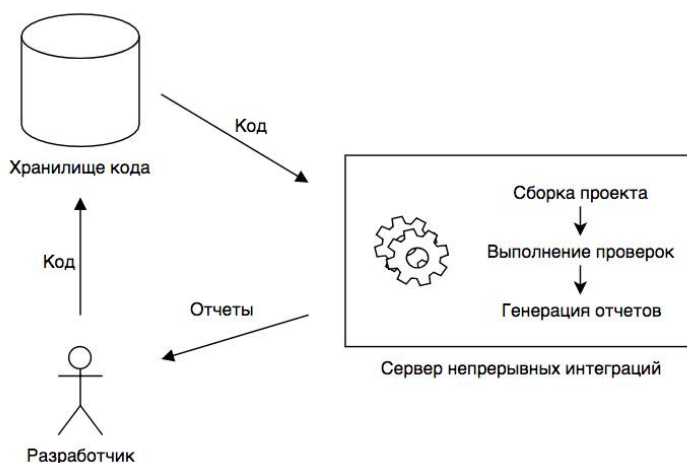 Код
Хранилище кода
Сборка проекта
Код
Выполнение проверок
Отчеты
Генерация отчетов
Сервер непрерывных интеграций
Разработчик